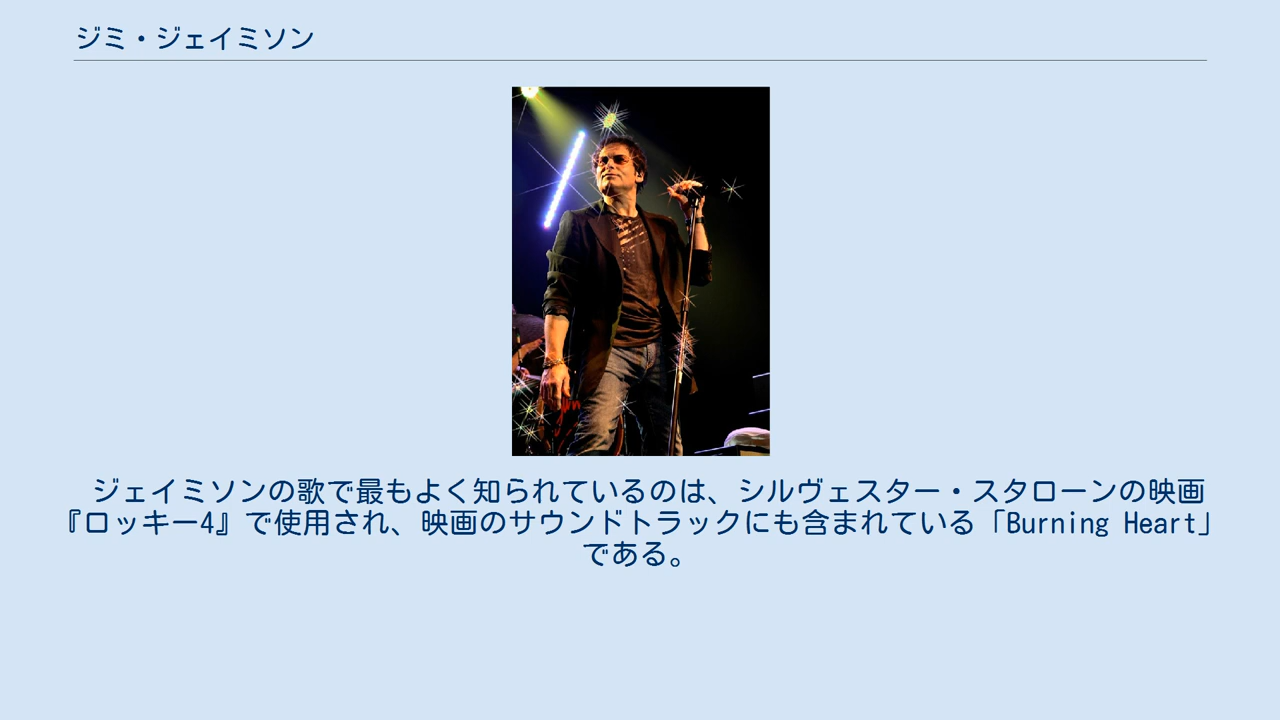 ジミ・ジェイミソン
ジェイミソンの歌で最もよく知られているのは、シルヴェスター・スタローンの映画
『ロッキー4』で使用され、映画のサウンドトラックにも含まれている「Burning Heart」
である。